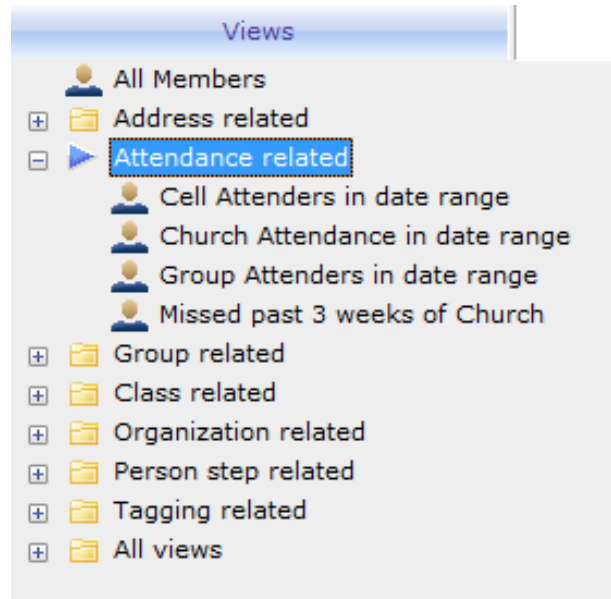 Views
All Members
Address related
Attendance related
Cell Attenders in date range
Church Attendance in date range
Group Attenders in date range
Missed past 3 weeks of Church
Group related
Class related
Organization related
Person step related
Tagging related
All views